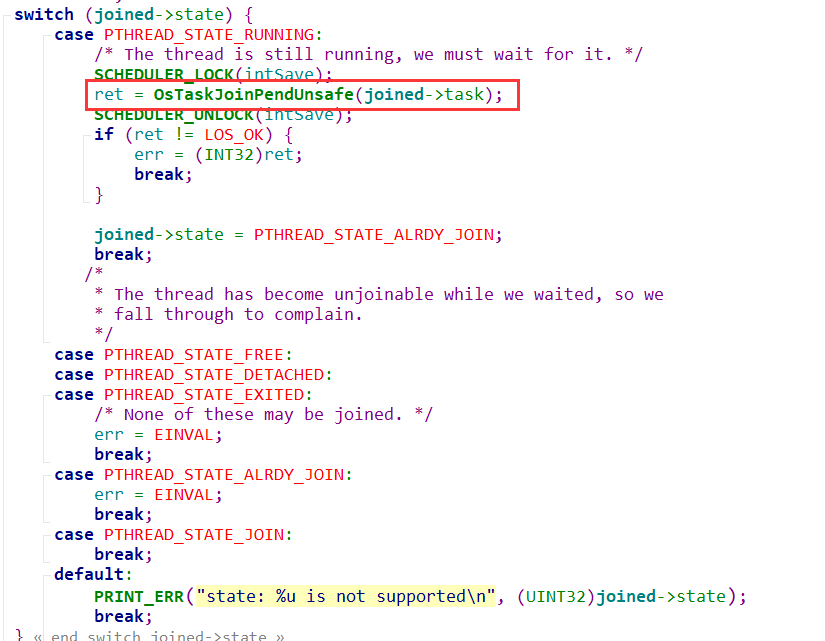 switch (joined->state) {
case PTHREAD_STATE_RUNNING:
/* The thread is still running, we must wait for it. */
SCHEDULER_LOCK(intSave);
ret = OsTaskJoinPendUnsafe(joined->task);
SCHEDULER_UNLOCK(intSave);
if (ret != LOS_OK) {
err = (INT32)ret;
break;
}
joined->state = PTHREAD_STATE_ALRDY_JOIN;
break;
/*
* The thread has become unjoinable while we waited, so we
* fall through to complain.
*/
case PTHREAD_STATE_FREE:
case PTHREAD_STATE_DETACHED:
case PTHREAD_STATE_EXITED:
/* None of these may be joined. */
err = EINVAL;
break;
case PTHREAD_STATE_ALRDY_JOIN:
err = EINVAL;
break;
case PTHREAD_STATE_JOIN:
break;
default:
PRINT_ERR("state: %u is not supported\n", (UINT32)joined->state);
break;
} « end switch joined->state »